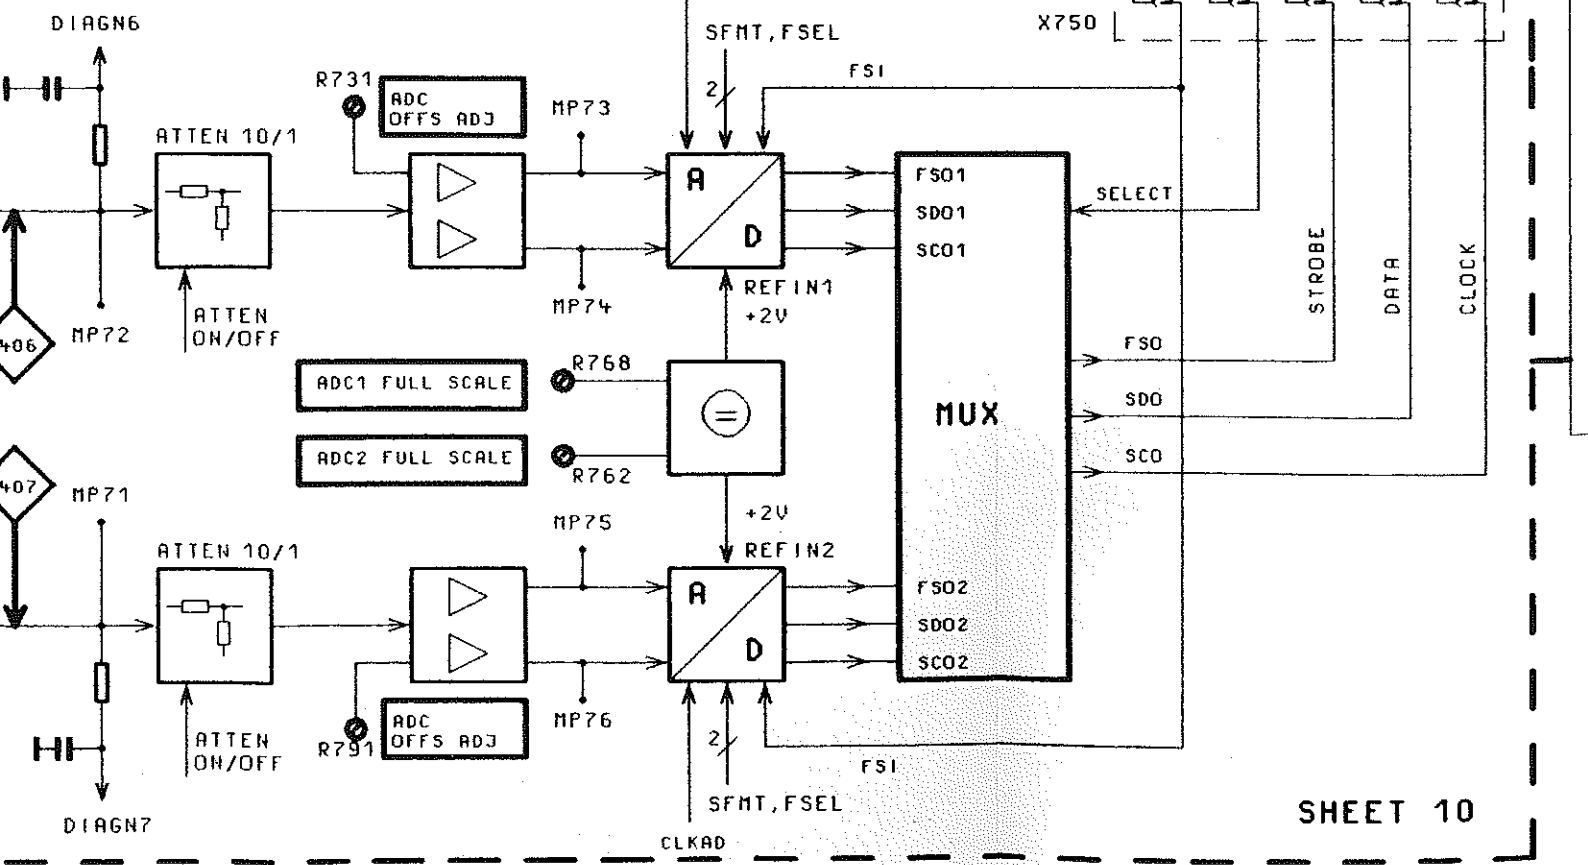 DIAGN6
SFMT,FSEL
X750
FSI
R731
ADC
OFFS ADJ
2
MP73
ATTEN 10/1
A
D
FSO1
SDO1
SCO1
SELECT
STROBE
DATA
CLOCK
MP74
REFIN1
+2V
ATTEN
ON/OFF
MP72
406
R768
ADC1 FULL SCALE
=
MUX
FSO
SDO
SCO
ADC2 FULL SCALE
R762
407
MP71
+2V
MP75
REFIN2
ATTEN 10/1
A
D
FSO2
SDO2
SCO2
MP76
ADC
OFFS ADJ
R791
ATTEN
ON/OFF
2
FSI
SFMT,FSEL
DIAGN7
CLKAD
SHEET 10